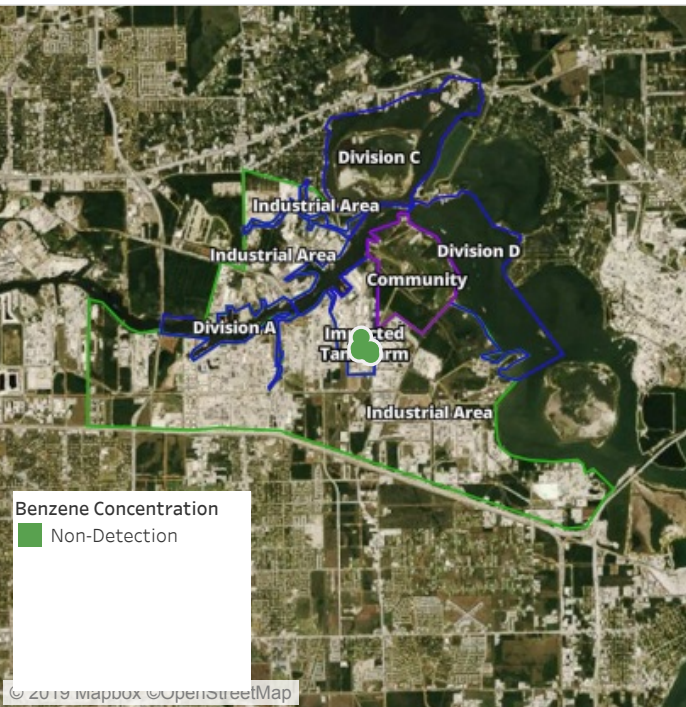 Division C
Industrial Area
Division D
Industrial Area
Community
Division A
Industrial Area
Benzene Concentration
Non-Detection
© 2019 Mapbox ©OpenStreetMap